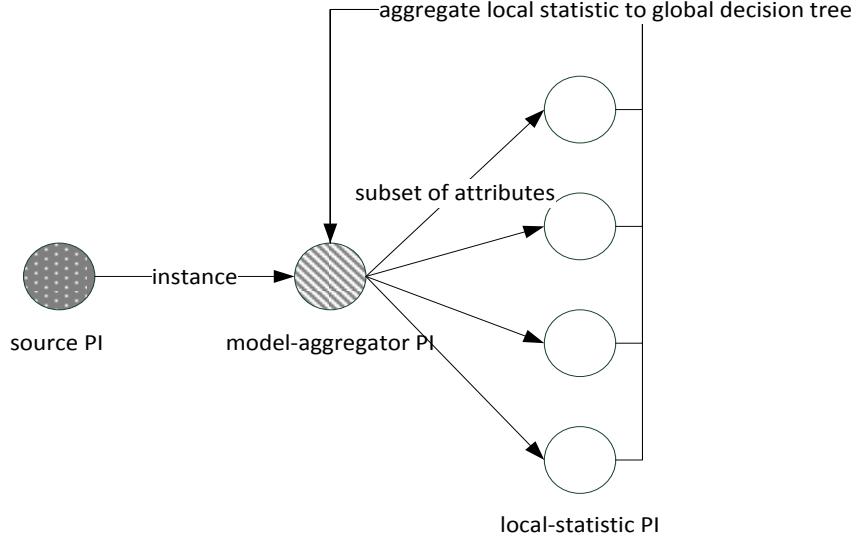 aggregate local statistic to global decision tree
subset of attributes
instance
source PI
model-aggregator PI
local-statistic PI